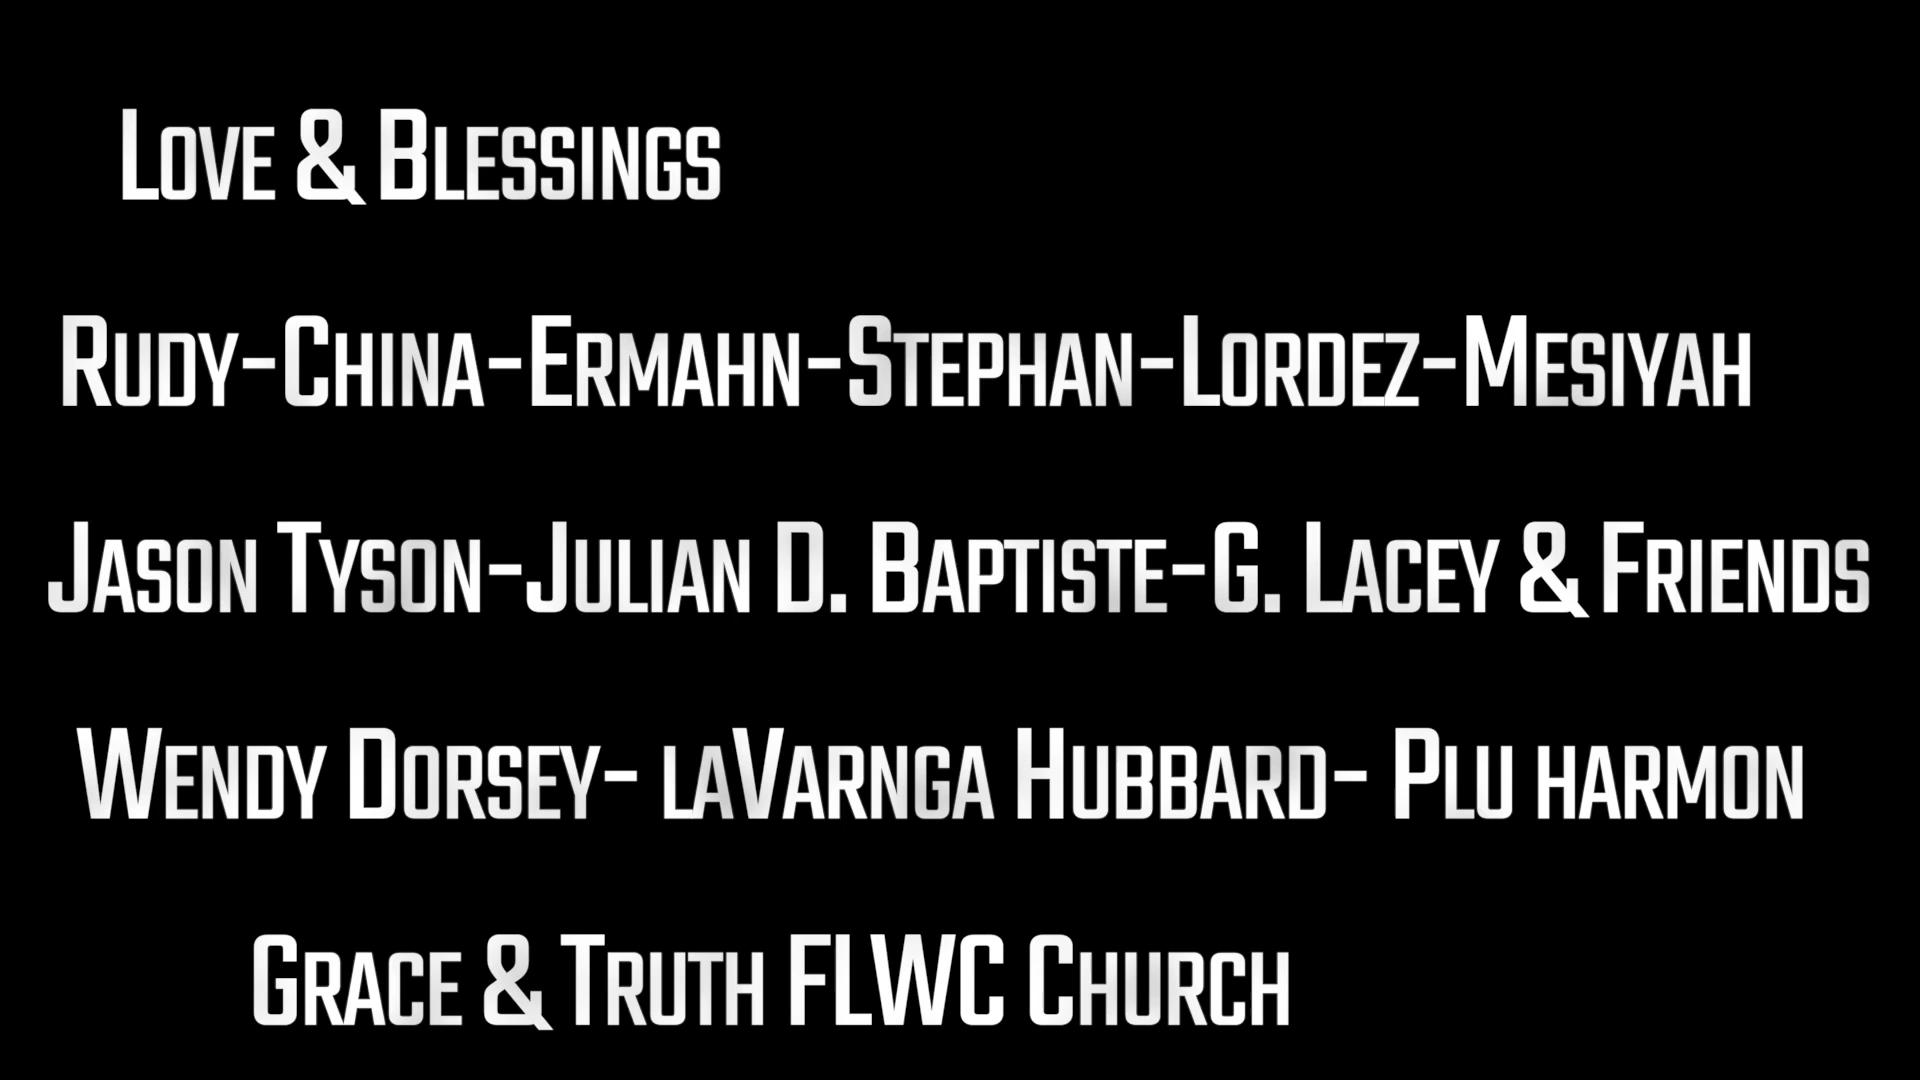 Love & Blessings
Rudy-China-Ermahn-Stephan-Lordez-Mesiyah
Jason Tyson-Julian D. Baptiste-G. Lacey & Friends
Wendy Dorsey- laVarnga Hubbard- Plu harmon
Grace & Truth FLWC Church